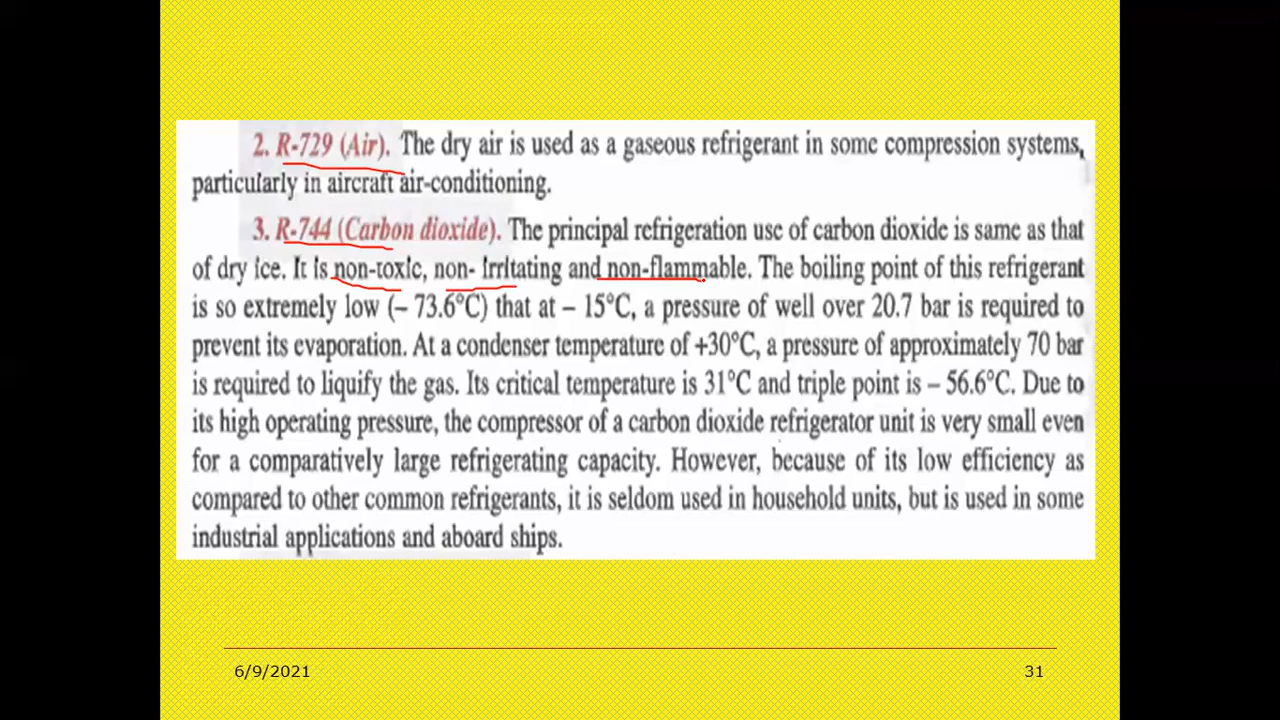 2. R-729 (Air). The dry air is used as a gaseous refrigerant in some compression systems,
particularly in aircraft air-conditioning.
3. R-744 (Carbon dioxide). The principal refrigeration use of carbon dioxide is same as that
of dry ice. It is non-toxic, non- irritating and non-flammable. The boiling point of this refrigerant
is so extremely low (– 73.6°C) that at – 15°C, a pressure of well over 20.7 bar is required to
prevent its evaporation. At a condenser temperature of +30°C, a pressure of approximately 70 bar
is required to liquify the gas. Its critical temperature is 31°C and triple point is – 56.6°C. Due to
its high operating pressure, the compressor of a carbon dioxide refrigerator unit is very small even
for a comparatively large refrigerating capacity. However, because of its low efficiency as
compared to other common refrigerants, it is seldom used in household units, but is used in some
industrial applications and aboard ships.
6/9/2021
31